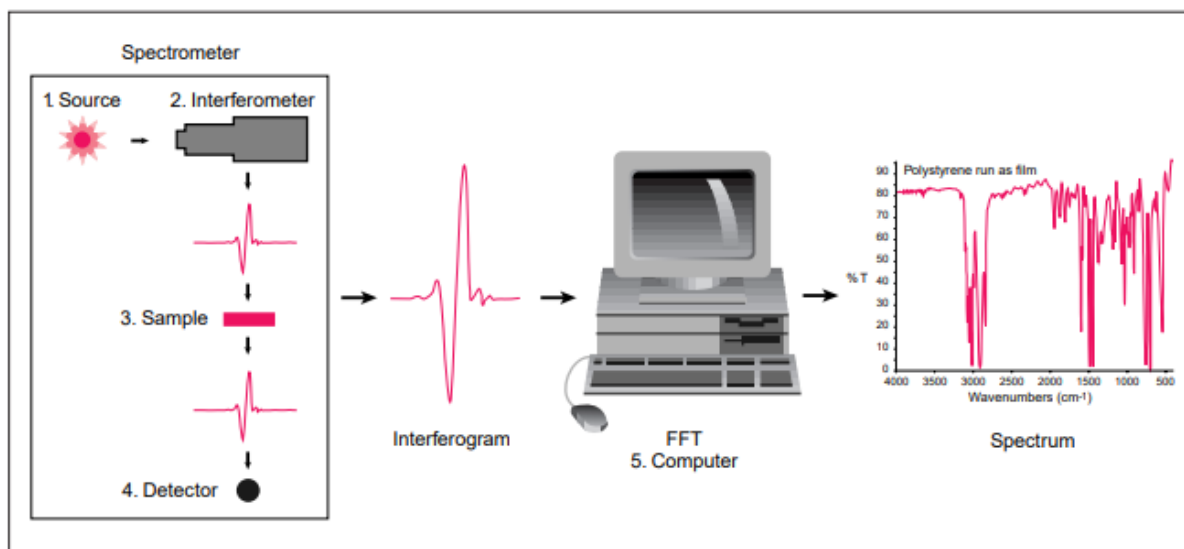 Spectrometer
1. Source
2. Interferometer
3. Sample
4. Detector
Interferogram
FFT
5. Computer
Polystyrene run as film
% T
90
80
70
60
50
40
30
20
10
0
4000 3500 3000 2500 2000 1500 1000 500
Wavenumbers (cm-1)
Spectrum